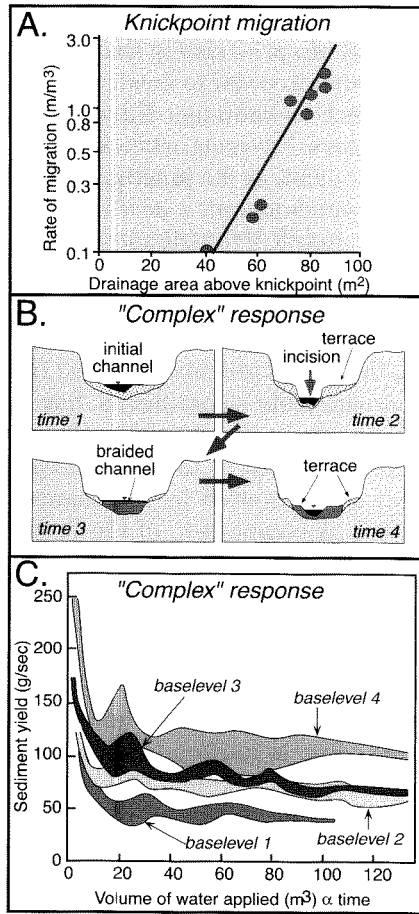 A.
Knickpoint migration
Rate of migration (m/m³)
3.0
1.0
0.8
0.5
0.3
0.1
0 20 40 60 80 100
Drainage area above knickpoint (m²)
B.
"Complex" response
initial
channel
time 1
terrace
incision
time 2
braided
channel
time 3
terrace
time 4
C.
"Complex" response
Sediment yield (g/sec)
250
200
150
100
50
0
baselevel 3
baselevel 4
baselevel 1
baselevel 2
0 20 40 60 80 100 120
Volume of water applied (m³) α time